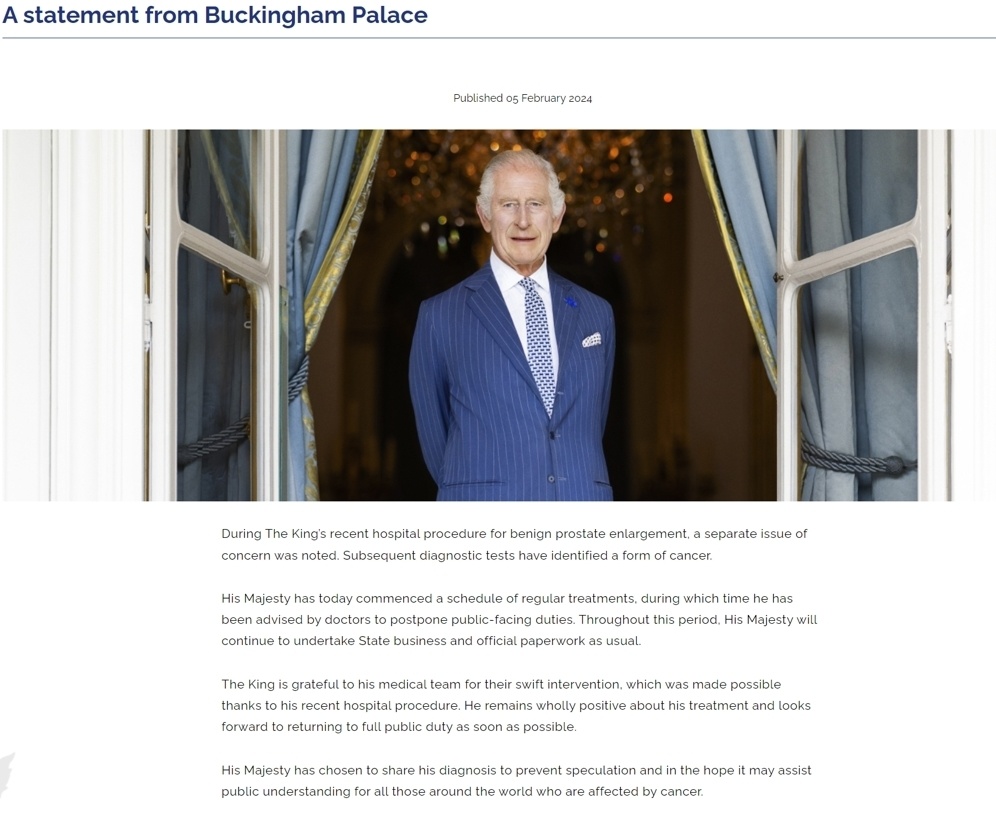 A statement from Buckingham Palace
Published 05 February 2024
During The King's recent hospital procedure for benign prostate enlargement, a separate issue of
concern was noted. Subsequent diagnostic tests have identified a form of cancer.
His Majesty has today commenced a schedule of regular treatments, during which time he has
been advised by doctors to postpone public-facing duties. Throughout this period, His Majesty will
continue to undertake State business and official paperwork as usual.
The King is grateful to his medical team for their swift intervention, which was made possible
thanks to his recent hospital procedure. He remains wholly positive about his treatment and looks
forward to returning to full public duty as soon as possible.
His Majesty has chosen to share his diagnosis to prevent speculation and in the hope it may assist
public understanding for all those around the world who are affected by cancer.